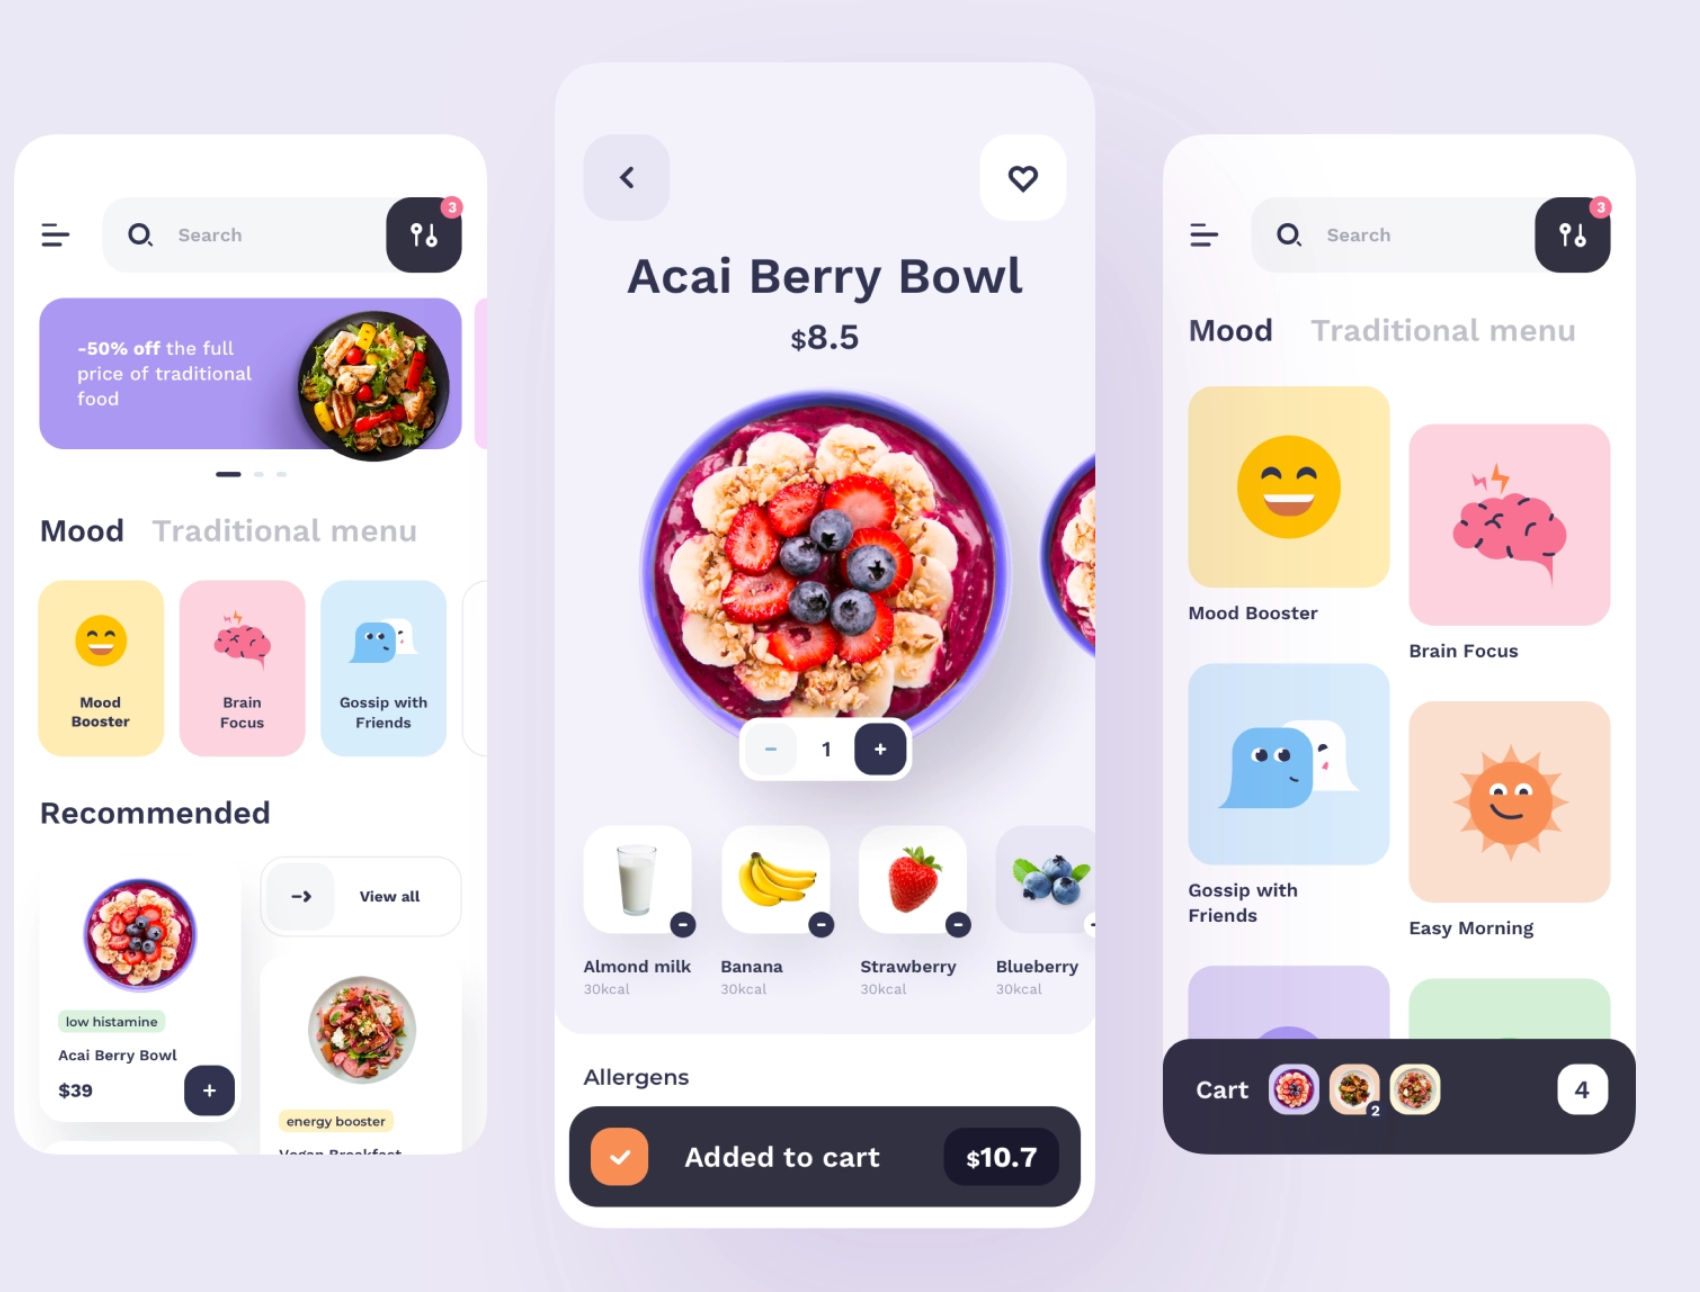 3
Search
-50% off the full
price of traditional
food
Mood Traditional menu
Mood
Booster
Brain
Focus
Gossip with
Friends
Recommended
View all
low histamine
Acai Berry Bowl
$39
+
energy booster
Vegan Breakfast
Acai Berry Bowl
$8.5
- 1 +
Almond milk
30kcal
Banana
30kcal
Strawberry
30kcal
Blueberry
30kcal
Allergens
Added to cart $10.7
3
Search
Mood Traditional menu
Mood Booster
Brain Focus
Gossip with
Friends
Easy Morning
Cart 2 4